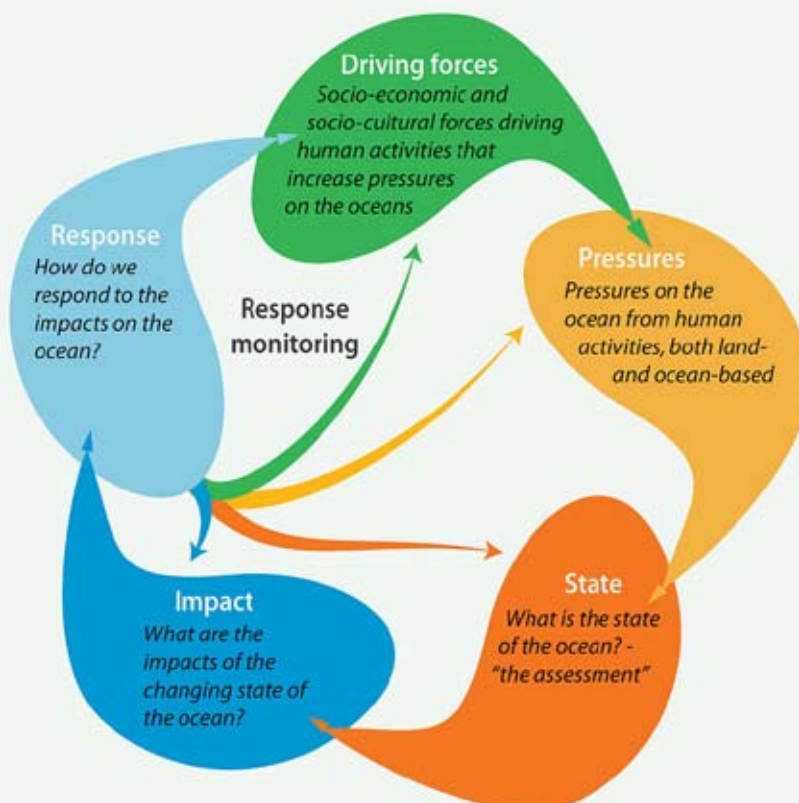 Driving forces
Socio-economic and
socio-cultural forces driving
human activities that
increase pressures
on the oceans
Pressures
Pressures on the
ocean from human
activities, both land-
and ocean-based
State
What is the state
of the ocean? -
"the assessment"
Impact
What are the
impacts of the
changing state of
the ocean?
Response
How do we
respond to the
impacts on the
ocean?
Response
monitoring